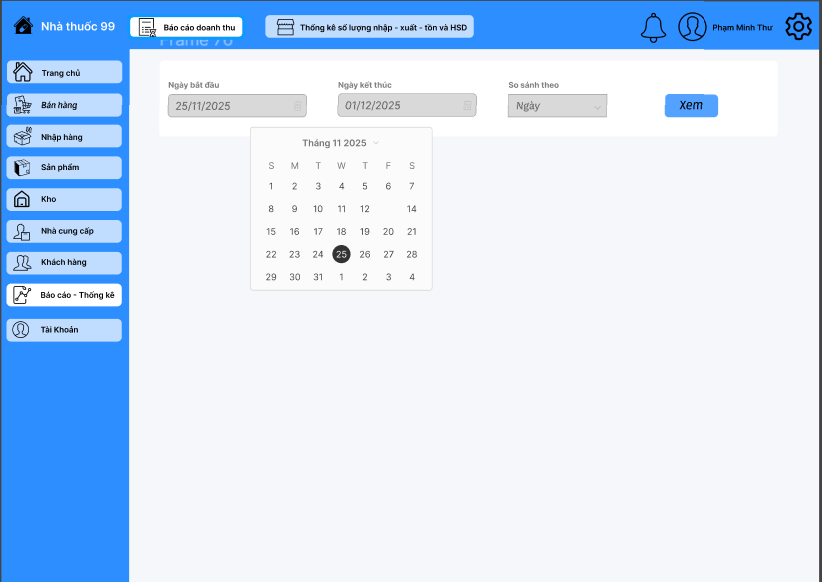 Nhà thuốc 99
Báo cáo doanh thu
Thống kê số lượng nhập - xuất - tồn và HSD
Phạm Minh Thư
Frame 76
Trang chủ
Bán hàng
Nhập hàng
Sản phẩm
Kho
Nhà cung cấp
Khách hàng
Báo cáo - Thống kê
Tài Khoản
Ngày bắt đầu
Ngày kết thúc
So sánh theo
25/11/2025
01/12/2025
Ngày
Xem
Tháng 11 2025
S M T W T F S
1 2 3 4 5 6 7
8 9 10 11 12 14
15 16 17 18 19 20 21
22 23 24 25 26 27 28
29 30 31 1 2 3 4